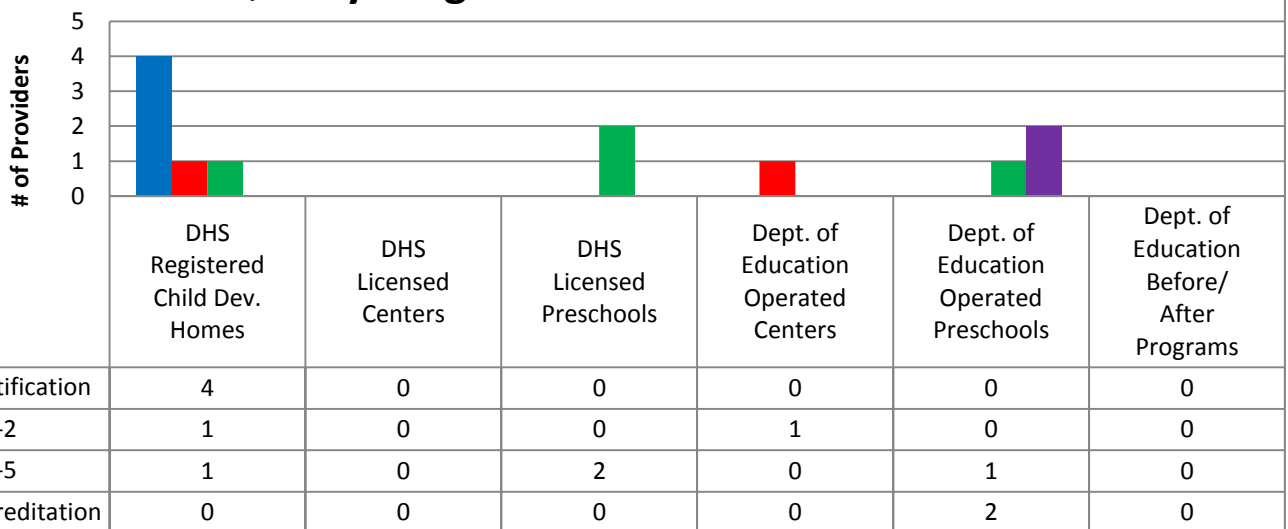 5
4
3
2
1
0
# of Providers
DHS
Registered
Child Dev.
Homes
DHS
Licensed
Centers
DHS
Licensed
Preschools
Dept. of
Education
Operated
Centers
Dept. of
Education
Operated
Preschools
Dept. of
Education
Before/
After
Programs
tification 4 0 0 0 0 0
-2 1 0 0 1 0 0
-5 1 0 2 0 1 0
reditation 0 0 0 0 2 0